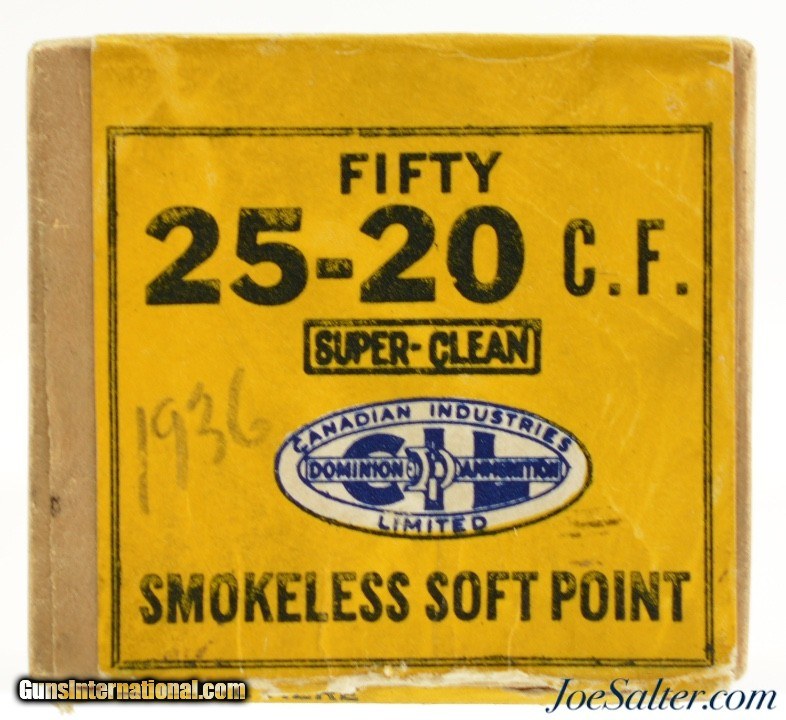 FIFTY
25-20 C.F.
SUPER-CLEAN
1936
CANADIAN INDUSTRIES
CIL
DOMINION AMMUNITION
LIMITED
SMOKELESS SOFT POINT
GunsInternational.com
JoeSalter.com